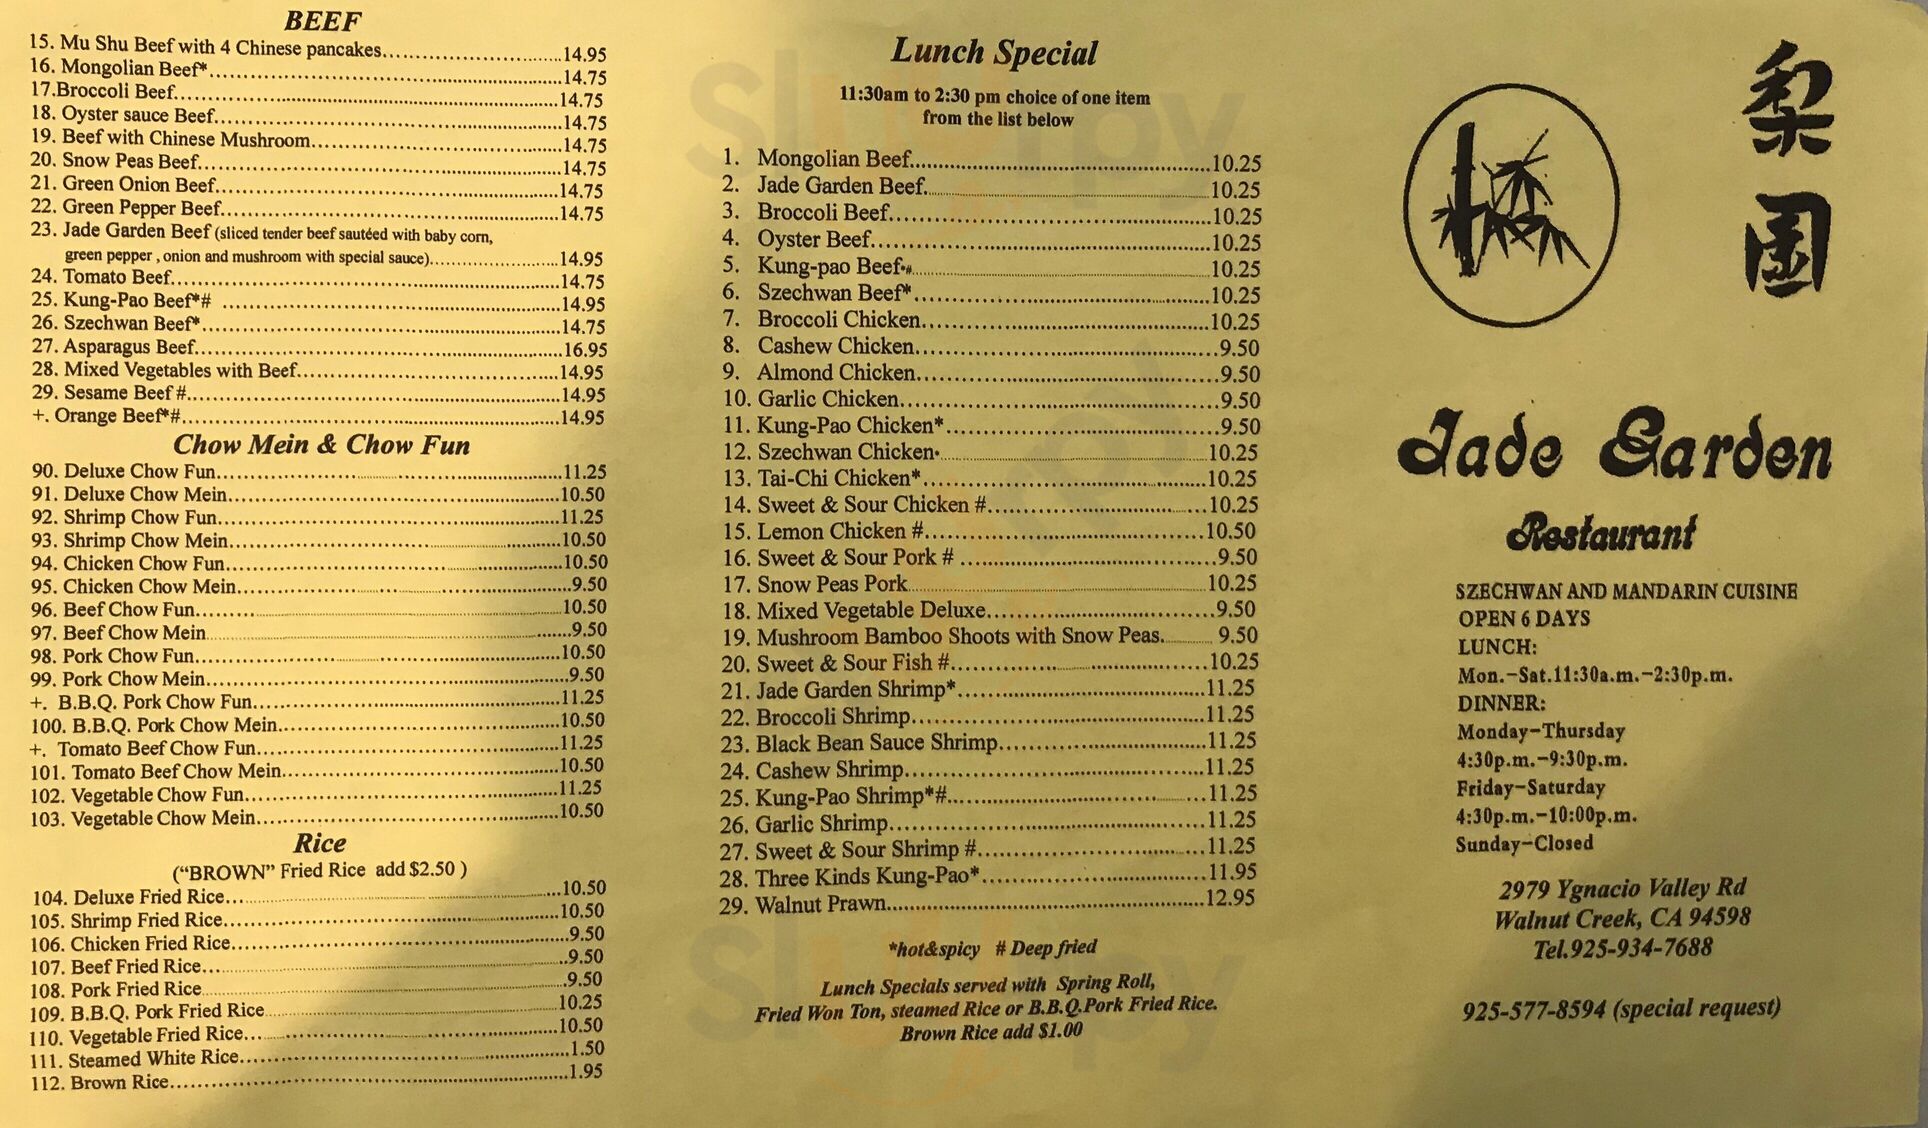 BEEF
15. Mu Shu Beef with 4 Chinese pancakes 14.95
16. Mongolian Beef* 14.75
17.Broccoli Beef 14.75
18. Oyster sauce Beef 14.75
19. Beef with Chinese Mushroom 14.75
20. Snow Peas Beef 14.75
21. Green Onion Beef 14.75
22. Green Pepper Beef 14.75
23. Jade Garden Beef (sliced tender beef sautéed with baby corn,
green pepper , onion and mushroom with special sauce) 14.95
24. Tomato Beef 14.75
25. Kung-Pao Beef*# 14.95
26. Szechwan Beef* 14.75
27. Asparagus Beef 16.95
28. Mixed Vegetables with Beef 14.95
29. Sesame Beef # 14.95
+. Orange Beef*# 14.95
Chow Mein & Chow Fun
90. Deluxe Chow Fun 11.25
91. Deluxe Chow Mein 10.50
92. Shrimp Chow Fun 11.25
93. Shrimp Chow Mein 10.50
94. Chicken Chow Fun 10.50
95. Chicken Chow Mein 9.50
96. Beef Chow Fun 10.50
97. Beef Chow Mein 9.50
98. Pork Chow Fun 10.50
99. Pork Chow Mein 9.50
+. B.B.Q. Pork Chow Fun 11.25
100. B.B.Q. Pork Chow Mein 10.50
+. Tomato Beef Chow Fun 11.25
101. Tomato Beef Chow Mein 10.50
102. Vegetable Chow Fun 11.25
103. Vegetable Chow Mein 10.50
Rice
("BROWN" Fried Rice add $2.50 )
104. Deluxe Fried Rice 10.50
105. Shrimp Fried Rice 10.50
106. Chicken Fried Rice 9.50
107. Beef Fried Rice 9.50
108. Pork Fried Rice 9.50
109. B.B.Q. Pork Fried Rice 10.25
110. Vegetable Fried Rice 10.50
111. Steamed White Rice 1.50
112. Brown Rice 1.95
Lunch Special
11:30am to 2:30 pm choice of one item
from the list below
1. Mongolian Beef 10.25
2. Jade Garden Beef 10.25
3. Broccoli Beef 10.25
4. Oyster Beef 10.25
5. Kung-pao Beef*# 10.25
6. Szechwan Beef* 10.25
7. Broccoli Chicken 10.25
8. Cashew Chicken 9.50
9. Almond Chicken 9.50
10. Garlic Chicken 9.50
11. Kung-Pao Chicken* 9.50
12. Szechwan Chicken* 10.25
13. Tai-Chi Chicken* 10.25
14. Sweet & Sour Chicken # 10.25
15. Lemon Chicken # 10.50
16. Sweet & Sour Pork # 9.50
17. Snow Peas Pork 10.25
18. Mixed Vegetable Deluxe 9.50
19. Mushroom Bamboo Shoots with Snow Peas. 9.50
20. Sweet & Sour Fish # 10.25
21. Jade Garden Shrimp* 11.25
22. Broccoli Shrimp 11.25
23. Black Bean Sauce Shrimp 11.25
24. Cashew Shrimp 11.25
25. Kung-Pao Shrimp*# 11.25
26. Garlic Shrimp 11.25
27. Sweet & Sour Shrimp # 11.25
28. Three Kinds Kung-Pao* 11.95
29. Walnut Prawn 12.95
*hot&spicy # Deep fried
Lunch Specials served with Spring Roll,
Fried Won Ton, steamed Rice or B.B.Q.Pork Fried Rice.
Brown Rice add $1.00
梨園
Jade Garden
Restaurant
SZECHWAN AND MANDARIN CUISINE
OPEN 6 DAYS
LUNCH:
Mon.-Sat.11:30a.m.-2:30p.m.
DINNER:
Monday-Thursday
4:30p.m.-9:30p.m.
Friday-Saturday
4:30p.m.-10:00p.m.
Sunday-Closed
2979 Ygnacio Valley Rd
Walnut Creek, CA 94598
Tel.925-934-7688
925-577-8594 (special request)